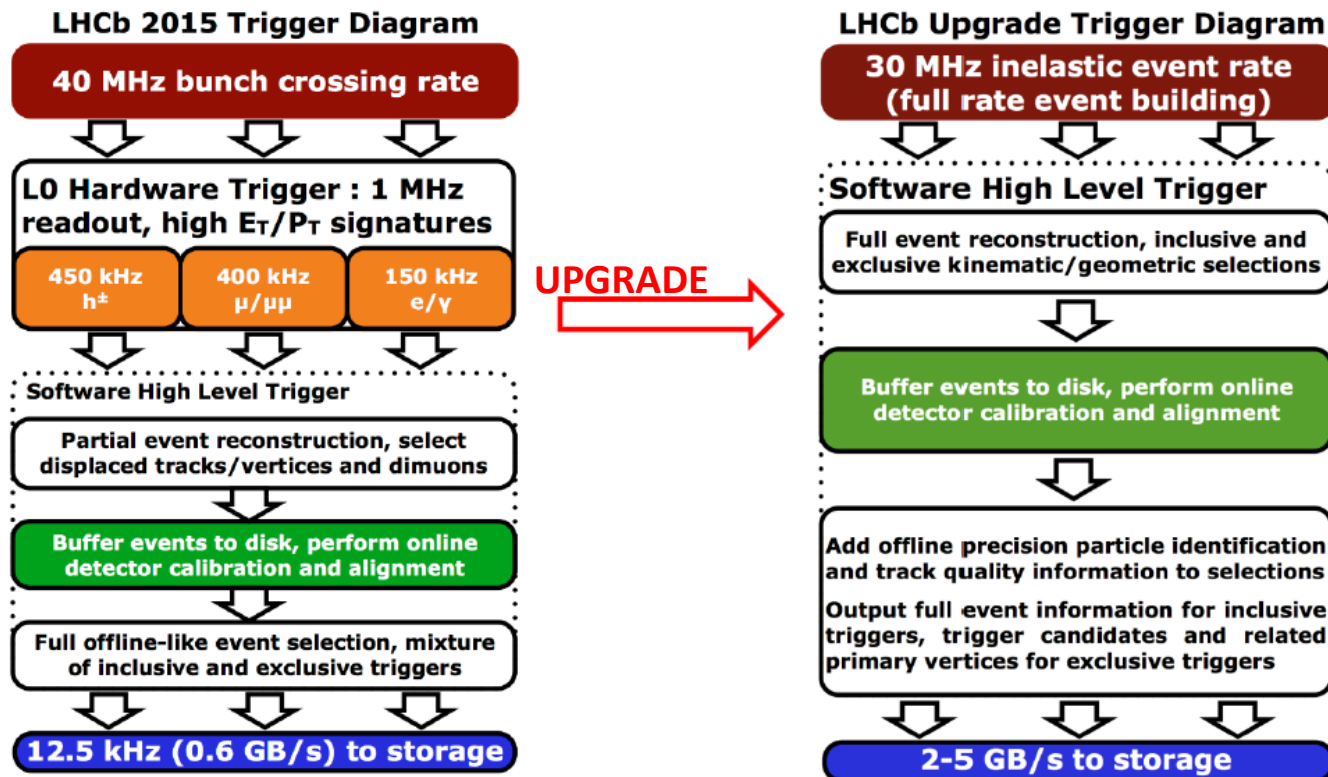 LHCb 2015 Trigger Diagram
40 MHz bunch crossing rate
L0 Hardware Trigger : 1 MHz
readout, high Eᴛ/Pᴛ signatures
450 kHz
h±
400 kHz
μ/μμ
150 kHz
e/γ
Software High Level Trigger
Partial event reconstruction, select
displaced tracks/vertices and dimuons
Buffer events to disk, perform online
detector calibration and alignment
Full offline-like event selection, mixture
of inclusive and exclusive triggers
12.5 kHz (0.6 GB/s) to storage
UPGRADE
LHCb Upgrade Trigger Diagram
30 MHz inelastic event rate
(full rate event building)
Software High Level Trigger
Full event reconstruction, inclusive and
exclusive kinematic/geometric selections
Buffer events to disk, perform online
detector calibration and alignment
Add offline precision particle identification
and track quality information to selections
Output full event information for inclusive
triggers, trigger candidates and related
primary vertices for exclusive triggers
2-5 GB/s to storage